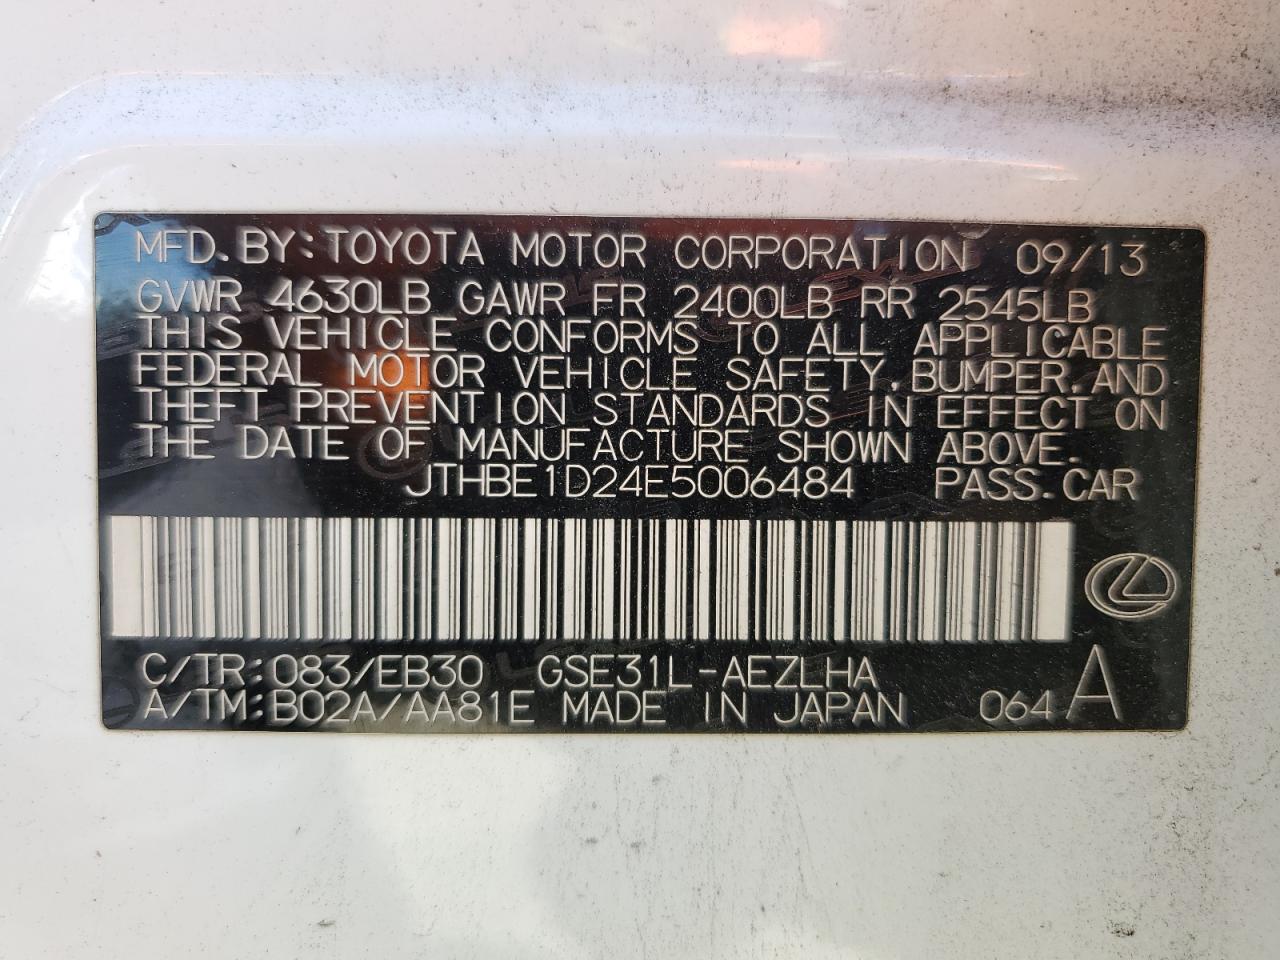 MFD.BY:TOYOTA MOTOR CORPORATION 09/13
GVWR 4630LB GAWR FR 2400LB RR 2545LB
THIS VEHICLE CONFORMS TO ALL APPLICABLE
FEDERAL MOTOR VEHICLE SAFETY,BUMPER,AND
THEFT PREVENTION STANDARDS IN EFFECT ON
THE DATE OF MANUFACTURE SHOWN ABOVE.
JTHBE1D24E5006484 PASS.CAR
C/TR:083/EB30 GSE31L-AEZLHA
A/TM:B02A/AA81E MADE IN JAPAN 064 A